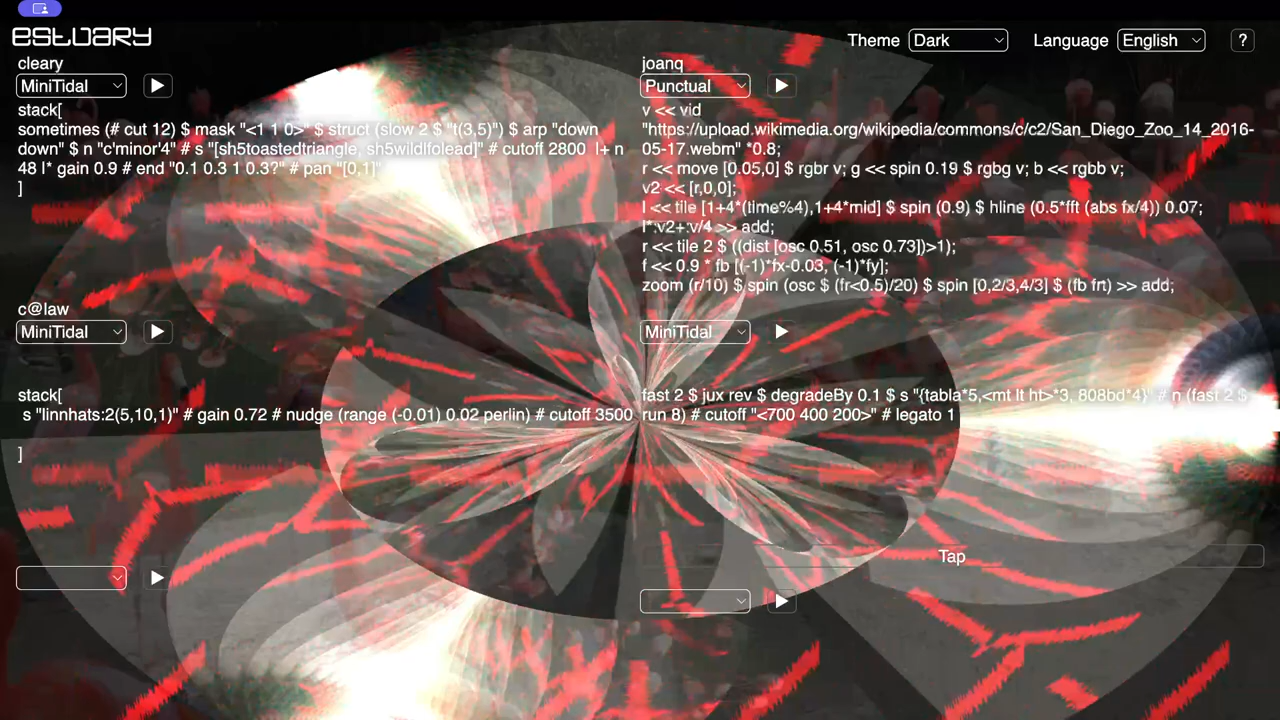 ESTUARY
Theme Dark Language English ?
cleary
MiniTidal
stack[
sometimes (# cut 12) $ mask "<1 1 0>" $ struct (slow 2 $ "t(3,5)") $ arp "down
down" $ n "c'minor'4" # s "[sh5toastedtriangle, sh5wildlfolead]" # cutoff 2800 |+ n
48 |* gain 0.9 # end "0.1 0.3 1 0.3?" # pan "[0,1]"
]
joanq
Punctual
v << vid
"https://upload.wikimedia.org/wikipedia/commons/c/c2/San_Diego_Zoo_14_2016-
05-17.webm" *0.8;
r << move [0.05,0] $ rgbr v; g << spin 0.19 $ rgbg v; b << rgbb v;
v2 << [r,0,0];
l << tile [1+4*(time%4),1+4*mid] $ spin (0.9) $ hline (0.5*fft (abs fx/4)) 0.07;
l*v2+v/4 >> add;
r << tile 2 $ ((dist [osc 0.51, osc 0.73])>1);
f << 0.9 * fb [(-1)*fx-0.03, (-1)*fy];
zoom (r/10) $ spin (osc $ (fr<0.5)/20) $ spin [0,2/3,4/3] $ (fb frt) >> add;
c@law
MiniTidal
stack[
s "linnhats:2(5,10,1)" # gain 0.72 # nudge (range (-0.01) 0.02 perlin) # cutoff 3500
]
MiniTidal
fast 2 $ jux rev $ degradeBy 0.1 $ s "{tabla*5,<mt lt ht>*3, 808bd*4}" # n (fast 2 $
run 8) # cutoff "<700 400 200>" # legato 1
Tap